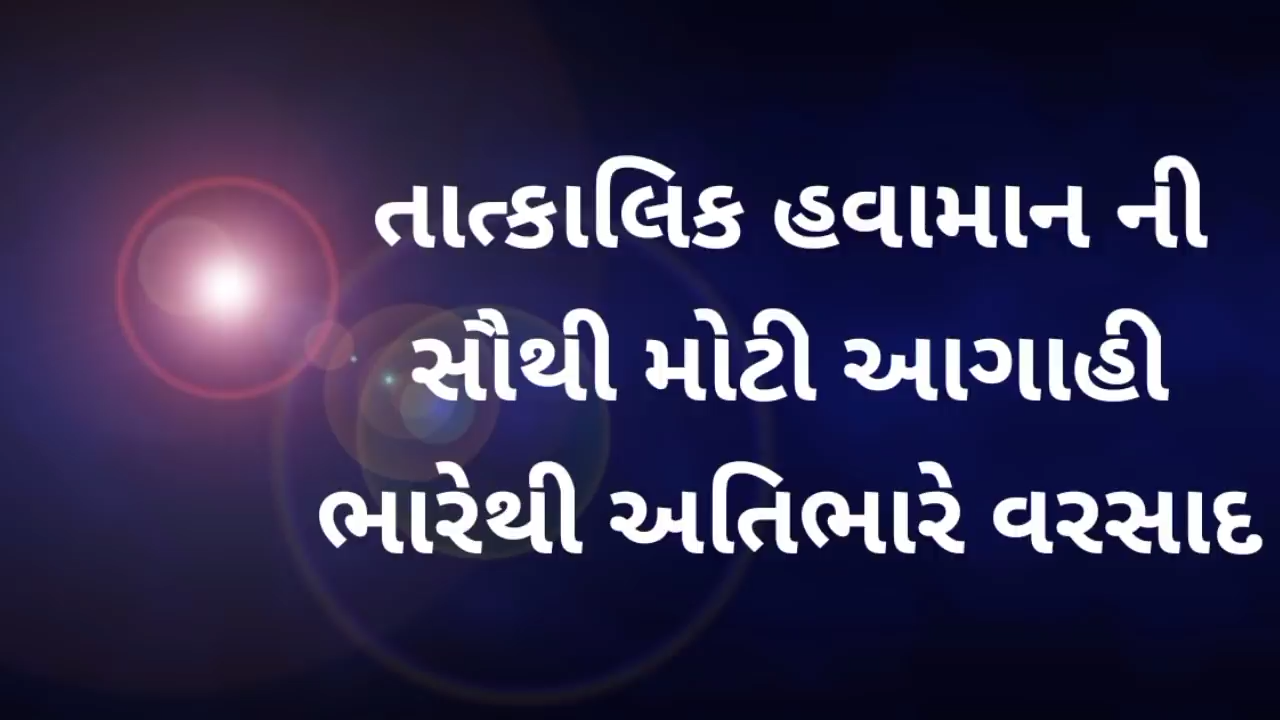 તાત્કાલિક હવામાન ની
સૌથી મોટી આગાહી
ભારેથી અતિભારે વરસાદ